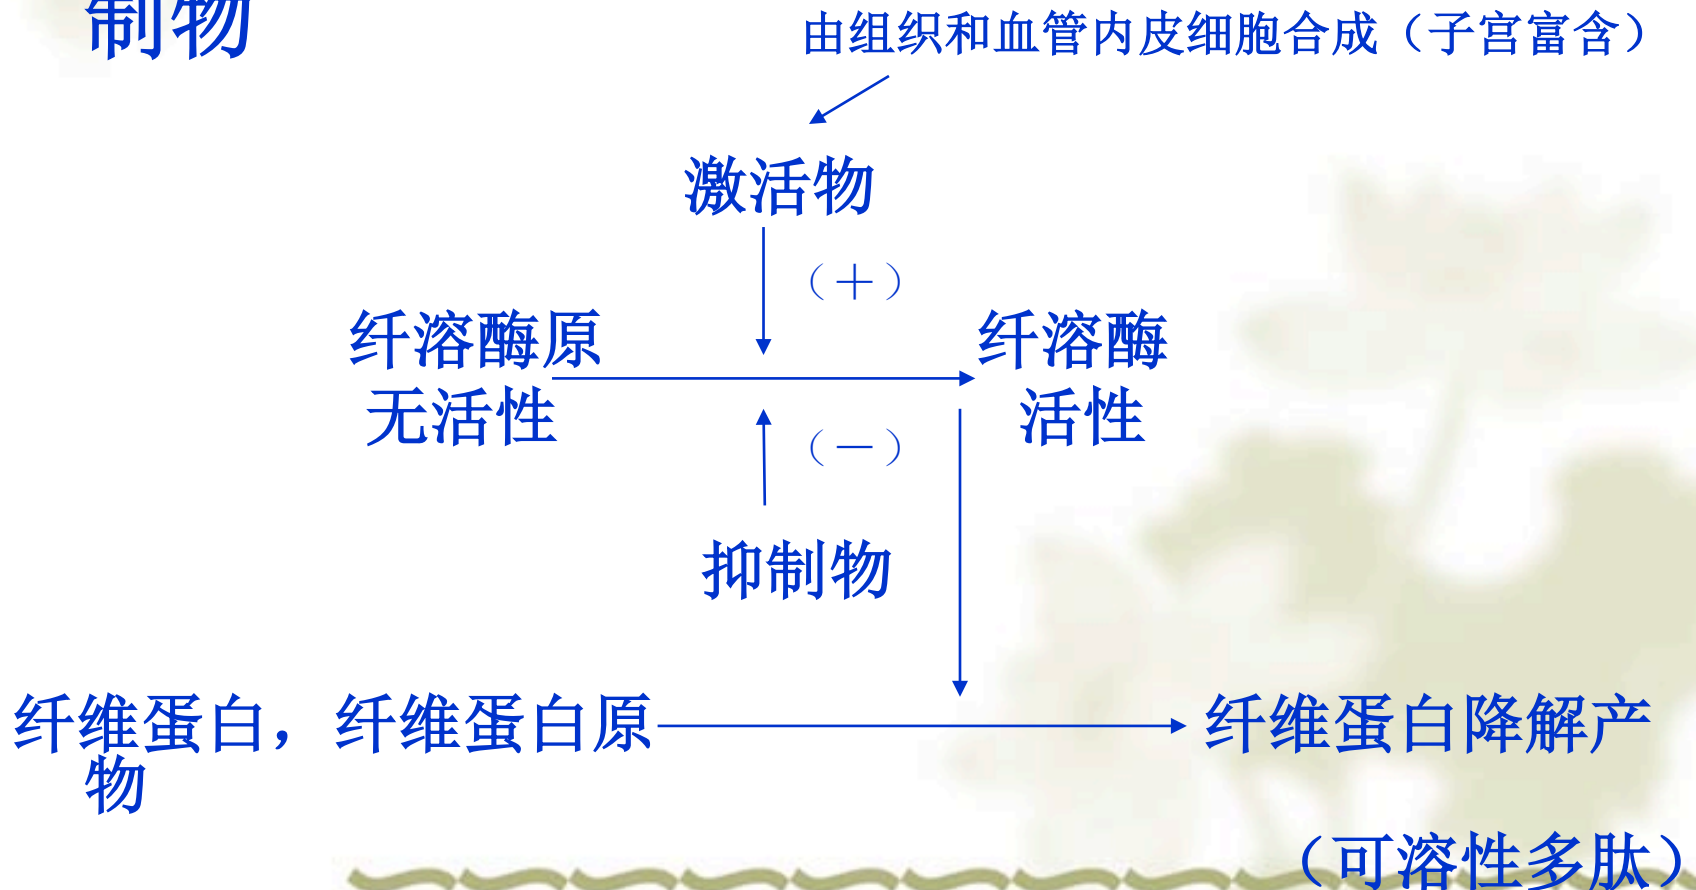 制物
由组织和血管内皮细胞合成（子宫富含）
激活物
（＋）
纤溶酶原
纤溶酶
无活性
活性
（－）
抑制物
纤维蛋白，纤维蛋白原
纤维蛋白降解产
物
（可溶性多肽）